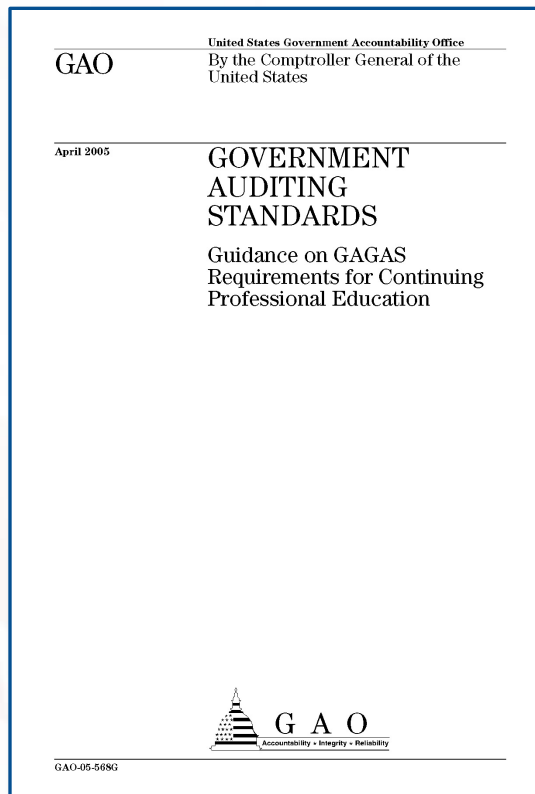 United States Government Accountability Office
GAO
By the Comptroller General of the
United States
April 2005
GOVERNMENT
AUDITING
STANDARDS
Guidance on GAGAS
Requirements for Continuing
Professional Education
G A O
Accountability * Integrity * Reliability
GAO-05-568G